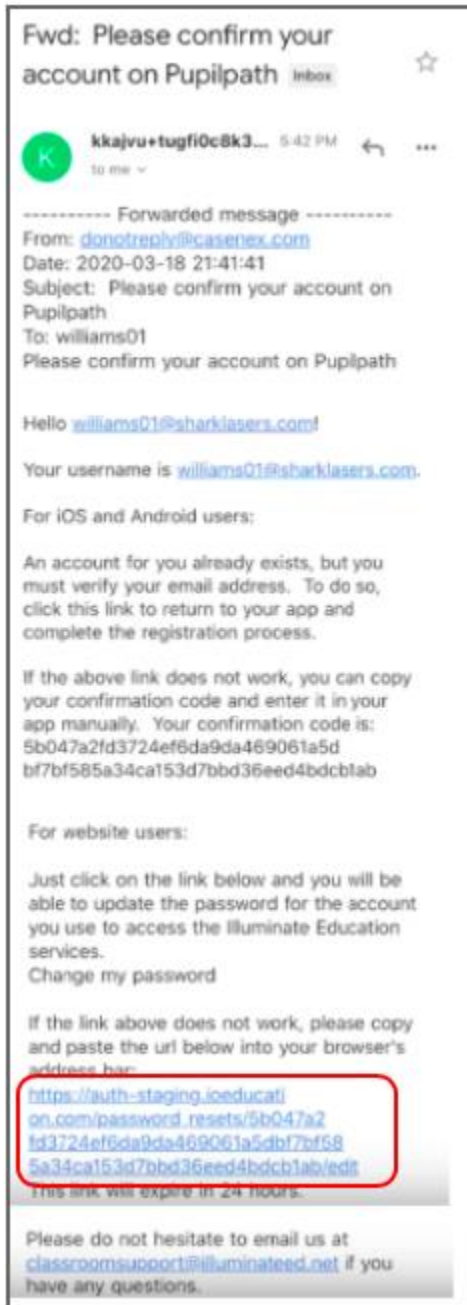 Fwd: Please confirm your
account on Pupilpath Inbox
K
kkajvu+tugfi0c8k3... 5:42 PM
to me
---------- Forwarded message ----------
From: donotreply@casenex.com
Date: 2020-03-18 21:41:41
Subject: Please confirm your account on
Pupilpath
To: williams01
Please confirm your account on Pupilpath
Hello williams01@sharklasers.com!
Your username is williams01@sharklasers.com.
For iOS and Android users:
An account for you already exists, but you
must verify your email address. To do so,
click this link to return to your app and
complete the registration process.
If the above link does not work, you can copy
your confirmation code and enter it in your
app manually. Your confirmation code is:
5b047a2fd3724ef6da9da469061a5d
bf7bf585a34ca153d7bbd36eed4bdcb1ab
For website users:
Just click on the link below and you will be
able to update the password for the account
you use to access the Illuminate Education
services.
Change my password
If the link above does not work, please copy
and paste the url below into your browser's
address bar:
https://auth-staging.ioeducati
on.com/password_resets/5b047a2
fd3724ef6da9da469061a5dbf7bf58
5a34ca153d7bbd36eed4bdcb1ab/edit
This link will expire in 24 hours.
Please do not hesitate to email us at
classroomsupport@illuminateed.net if you
have any questions.